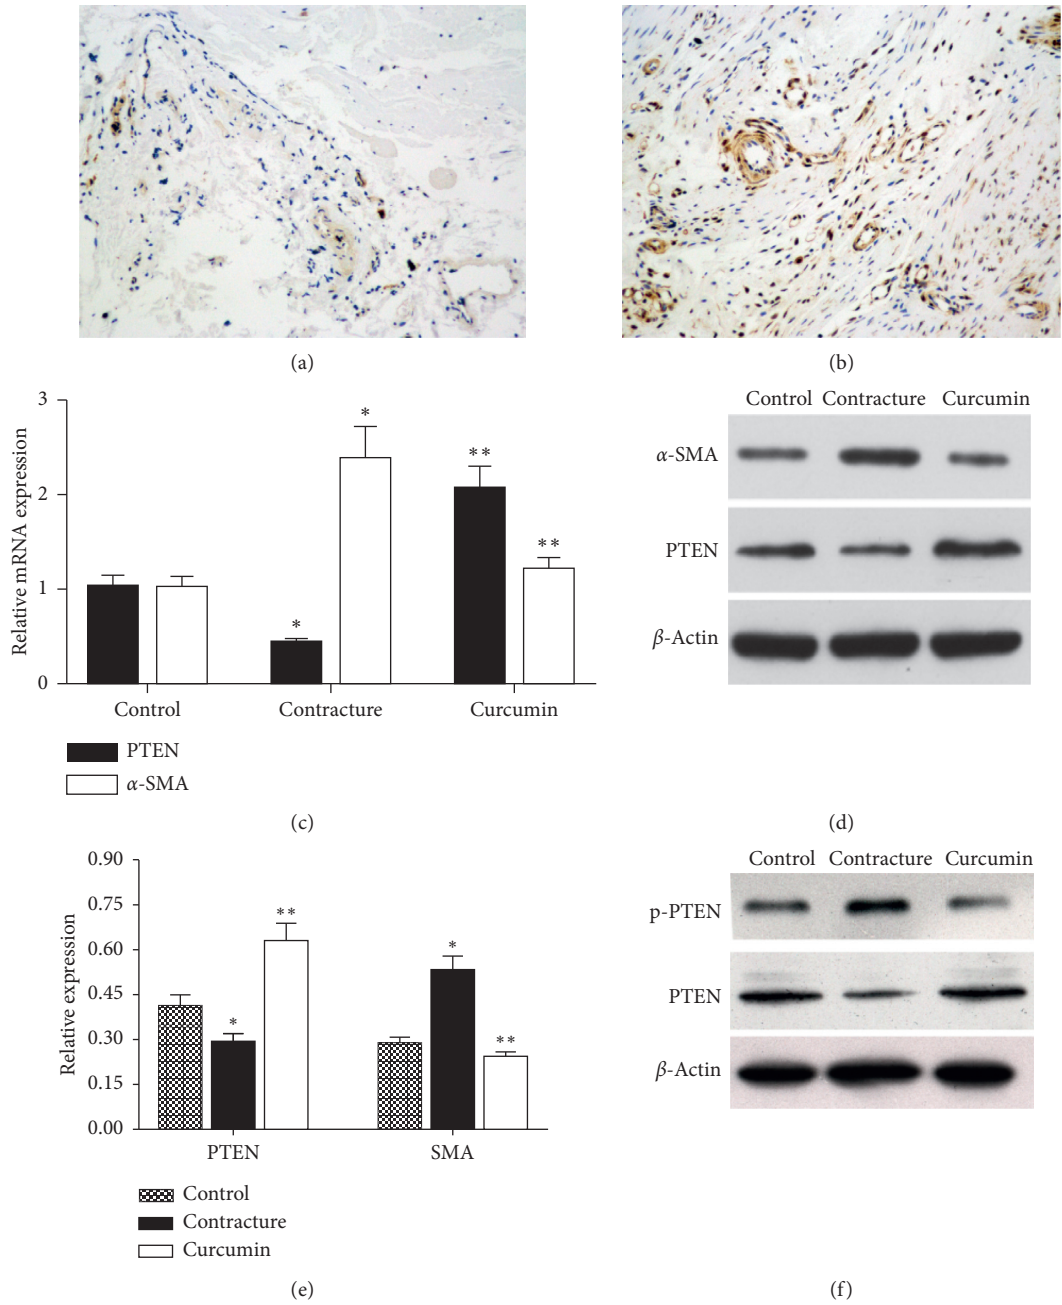 (a)
(b)
3
2
1
0
Relative mRNA expression
*
*
**
**
Control
Contracture
Curcumin
PTEN
α-SMA
(c)
Control Contracture Curcumin
α-SMA
PTEN
β-Actin
(d)
0.90
0.75
0.60
0.45
0.30
0.15
0.00
Relative expression
*
**
*
**
PTEN
SMA
Control
Contracture
Curcumin
(e)
Control Contracture Curcumin
p-PTEN
PTEN
β-Actin
(f)